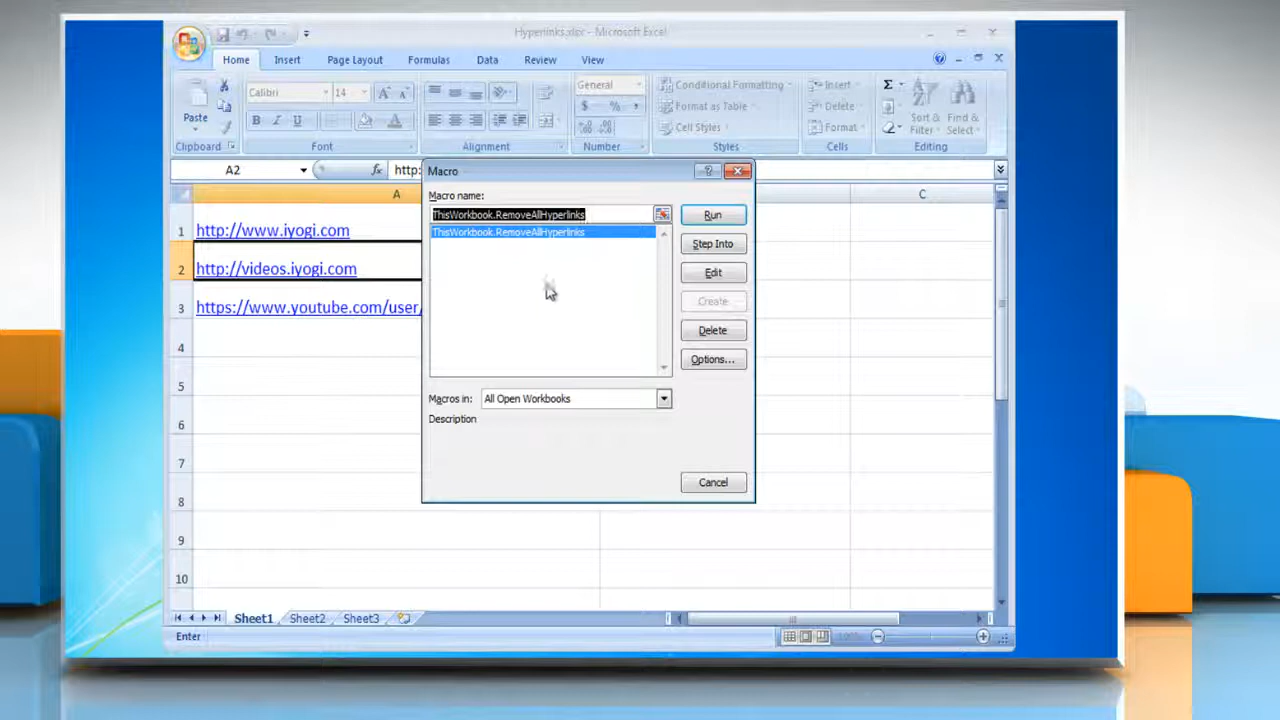 Hyperlinks.xlsx - Microsoft Excel
Home Insert Page Layout Formulas Data Review View
Calibri 14 A A General Conditional Formatting Insert Σ
Paste $ % , Format as Table Delete
B I U A Cell Styles Format Sort & Filter Find & Select
Clipboard Font Alignment Number Styles Cells Editing
A2 fx http:
Macro
A C
Macro name:
ThisWorkbook.RemoveAllHyperlinks Run
ThisWorkbook.RemoveAllHyperlinks
Step Into
Edit
Create
Delete
Options...
Macros in: All Open Workbooks
Description
Cancel
1 http://www.iyogi.com
2 http://videos.iyogi.com
3 https://www.youtube.com/user/
4
5
6
7
8
9
10
Sheet1 Sheet2 Sheet3
Enter 100%